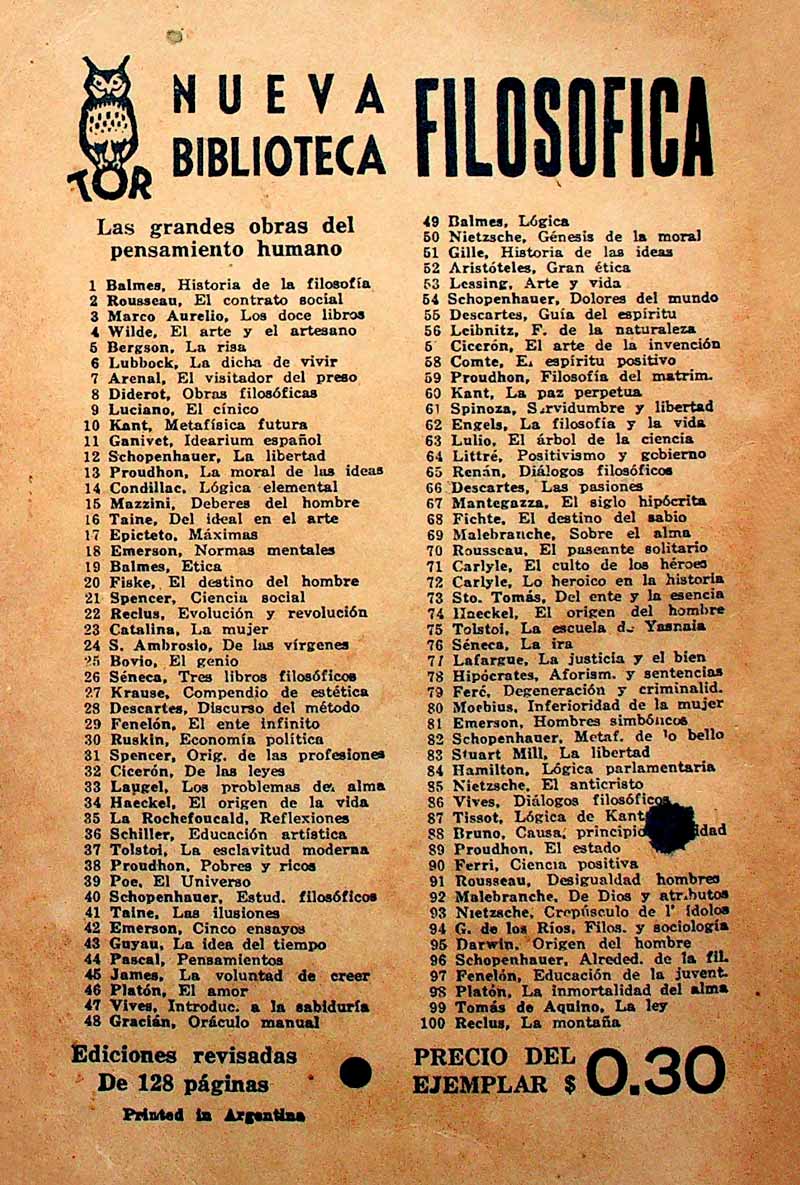 TOR
NUEVA
BIBLIOTECA
FILOSOFICA
Las grandes obras del
pensamiento humano
1 Balmes, Historia de la filosofía
2 Rousseau, El contrato social
3 Marco Aurelio, Los doce libros
4 Wilde, El arte y el artesano
5 Bergson, La risa
6 Lubbock, La dicha de vivir
7 Arenal, El visitador del preso
8 Diderot, Obras filosóficas
9 Luciano, El cínico
10 Kant, Metafísica futura
11 Ganivet, Idearium español
12 Schopenhauer, La libertad
13 Proudhon, La moral de las ideas
14 Condillac, Lógica elemental
15 Mazzini, Deberes del hombre
16 Taine, Del ideal en el arte
17 Epicteto, Máximas
18 Emerson, Normas mentales
19 Balmes, Etica
20 Fiske, El destino del hombre
21 Spencer, Ciencia social
22 Reclus, Evolución y revolución
23 Catalina, La mujer
24 S. Ambrosio, De las vírgenes
25 Bovio, El genio
26 Séneca, Tres libros filosóficos
27 Krause, Compendio de estética
28 Descartes, Discurso del método
29 Fenelón, El ente infinito
30 Ruskin, Economía política
31 Spencer, Orig. de las profesiones
32 Cicerón, De las leyes
33 Laugel, Los problemas del alma
34 Haeckel, El origen de la vida
35 La Rochefoucald, Reflexiones
36 Schiller, Educación artística
37 Tolstoi, La esclavitud moderna
38 Proudhon, Pobres y ricos
39 Poe, El Universo
40 Schopenhauer, Estud. filosóficos
41 Taine, Las ilusiones
42 Emerson, Cinco ensayos
43 Guyau, La idea del tiempo
44 Pascal, Pensamientos
45 James, La voluntad de creer
46 Platón, El amor
47 Vives, Introduc. a la sabiduría
48 Gracián, Oráculo manual
49 Balmes, Lógica
50 Nietzsche, Génesis de la moral
51 Gille, Historia de las ideas
52 Aristóteles, Gran ética
53 Lessing, Arte y vida
54 Schopenhauer, Dolores del mundo
55 Descartes, Guía del espíritu
56 Leibnitz, F. de la naturaleza
5 Cicerón, El arte de la invención
58 Comte, El espíritu positivo
59 Proudhon, Filosofía del matrim.
60 Kant, La paz perpetua
61 Spinoza, Servidumbre y libertad
62 Engels, La filosofía y la vida
63 Lulio, El árbol de la ciencia
64 Littré, Positivismo y gobierno
65 Renán, Diálogos filosóficos
66 Descartes, Las pasiones
67 Mantegazza, El siglo hipócrita
68 Fichte, El destino del sabio
69 Malebranche, Sobre el alma
70 Rousseau, El paseante solitario
71 Carlyle, El culto de los héroes
72 Carlyle, Lo heroico en la historia
73 Sto. Tomás, Del ente y la esencia
74 Haeckel, El origen del hombre
75 Tolstoi, La escuela de Yasnaia
76 Séneca, La ira
77 Lafargue, La justicia y el bien
78 Hipócrates, Aforism. y sentencias
79 Feré, Degeneración y criminalid.
80 Moebius, Inferioridad de la mujer
81 Emerson, Hombres simbólicos
82 Schopenhauer, Metaf. de lo bello
83 Stuart Mill, La libertad
84 Hamilton, Lógica parlamentaria
85 Nietzsche, El anticristo
86 Vives, Diálogos filosóficos
87 Tissot, Lógica de Kant
88 Bruno, Causa, principio dad
89 Proudhon, El estado
90 Ferri, Ciencia positiva
91 Rousseau, Desigualdad hombres
92 Malebranche, De Dios y atributos
93 Nietzsche, Crepúsculo de l' ídolos
94 G. de los Ríos, Filos. y sociología
95 Darwin, Origen del hombre
96 Schopenhauer, Alreded. de la fil.
97 Fenelón, Educación de la juvent.
98 Platón, La inmortalidad del alma
99 Tomás de Aquino, La ley
100 Reclus, La montaña
Ediciones revisadas
De 128 páginas
Printed in Argentina
PRECIO DEL
EJEMPLAR $ 0.30